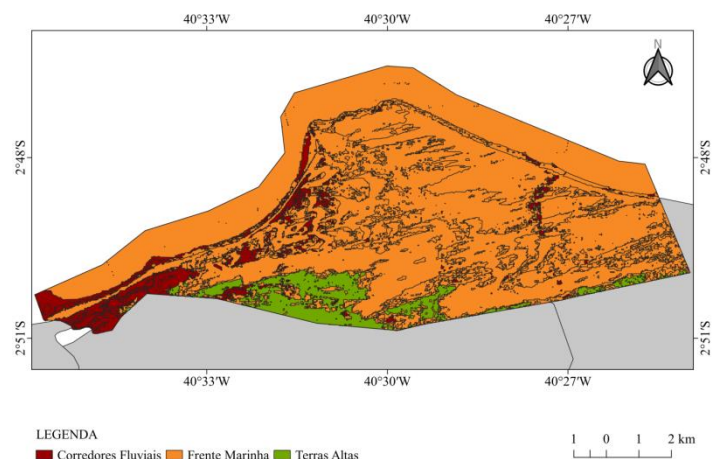 40°33'W 40°30'W 40°27'W
N
2°48'S 2°48'S
2°51'S 2°51'S
40°33'W 40°30'W 40°27'W
LEGENDA
Corredores Fluviais Frente Marinha Terras Altas
1 0 1 2 km